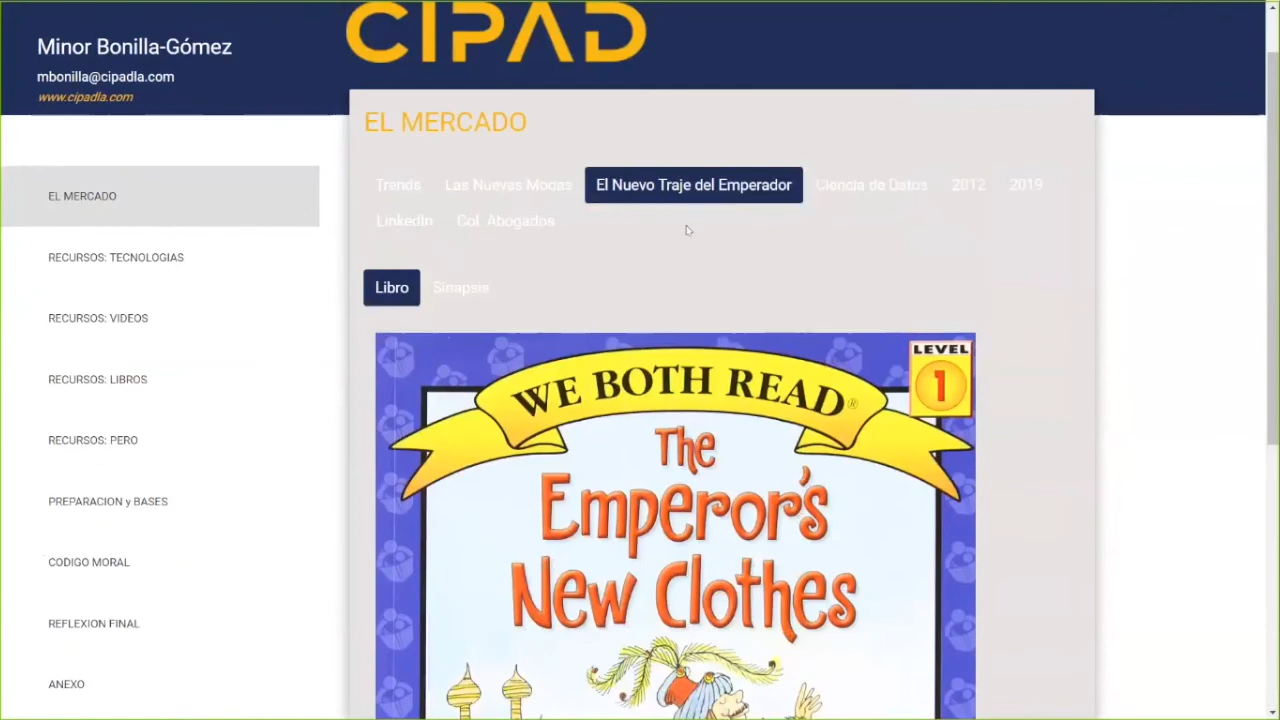 CIPAD
Minor Bonilla-Gómez
mbonilla@cipadla.com
www.cipadla.com
EL MERCADO
RECURSOS: TECNOLOGIAS
RECURSOS: VIDEOS
RECURSOS: LIBROS
RECURSOS: PERO
PREPARACION y BASES
CODIGO MORAL
REFLEXION FINAL
ANEXO
EL MERCADO
Trends Las Nuevas Modas El Nuevo Traje del Emperador Ciencia de Datos 2012 2019
LinkedIn Col. Abogados
Libro Sinapsis
LEVEL
1
WE BOTH READ®
The
Emperor's
New Clothes